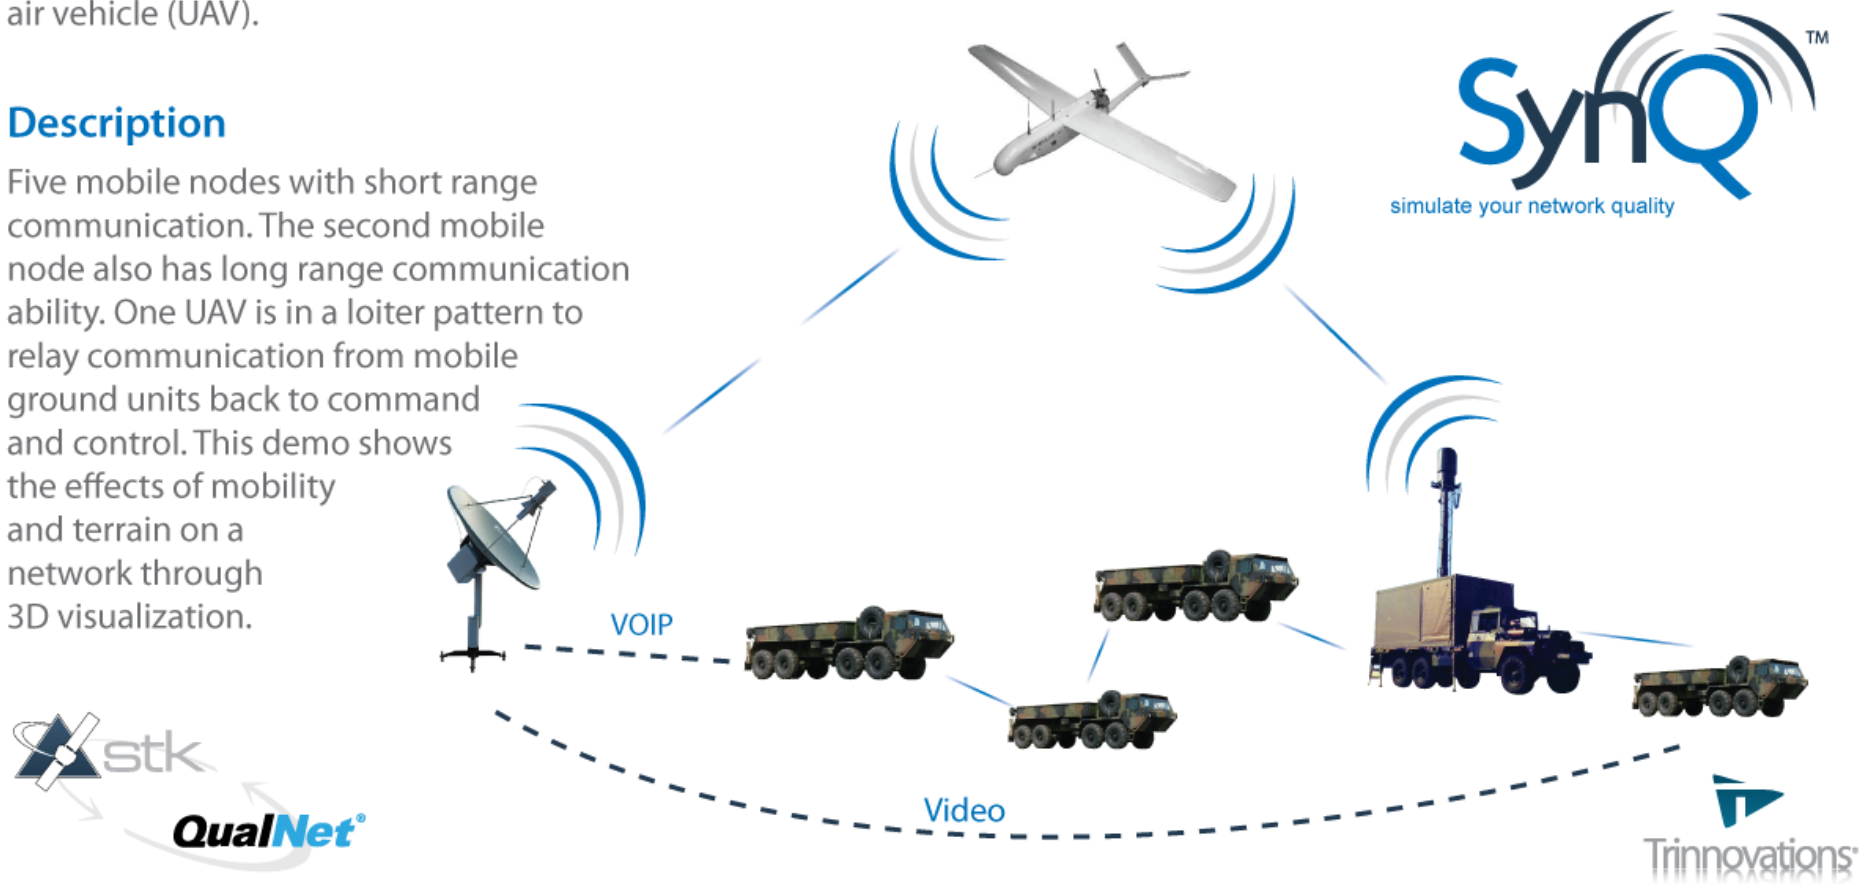 air vehicle (UAV).
Description
Five mobile nodes with short range
communication. The second mobile
node also has long range communication
ability. One UAV is in a loiter pattern to
relay communication from mobile
ground units back to command
and control. This demo shows
the effects of mobility
and terrain on a
network through
3D visualization.
SynQ™
simulate your network quality
VOIP
Video
stk
QualNet®
Trinnovations